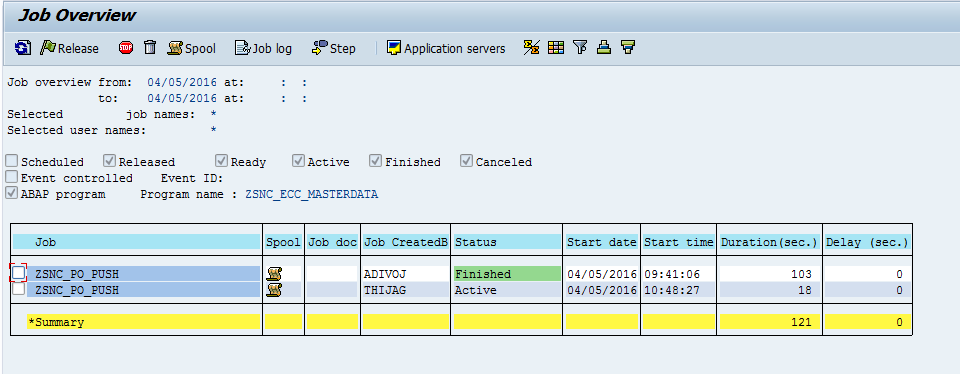 Job Overview
Release Spool Job log Step Application servers
Job overview from: 04/05/2016 at: : :
to: 04/05/2016 at: : :
Selected job names: *
Selected user names: *
Scheduled Released Ready Active Finished Canceled
Event controlled Event ID:
ABAP program Program name : ZSNC_ECC_MASTERDATA
Job Spool Job doc Job CreatedB Status Start date Start time Duration(sec.) Delay (sec.)
ZSNC_PO_PUSH ADIVOJ Finished 04/05/2016 09:41:06 103 0
ZSNC_PO_PUSH THIJAG Active 04/05/2016 10:48:27 18 0
*Summary 121 0